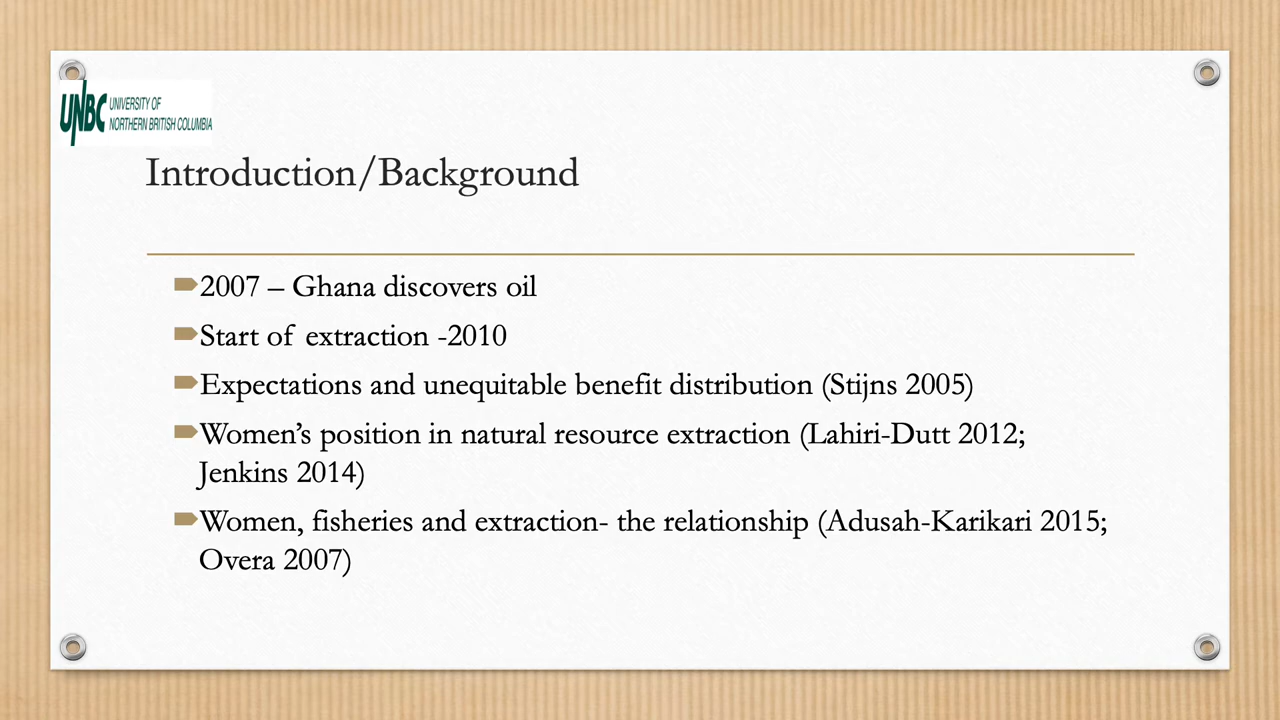 UNBC
UNIVERSITY OF
NORTHERN BRITISH COLUMBIA
Introduction/Background
2007 – Ghana discovers oil
Start of extraction -2010
Expectations and unequitable benefit distribution (Stijns 2005)
Women’s position in natural resource extraction (Lahiri-Dutt 2012;
Jenkins 2014)
Women, fisheries and extraction- the relationship (Adusah-Karikari 2015;
Overa 2007)